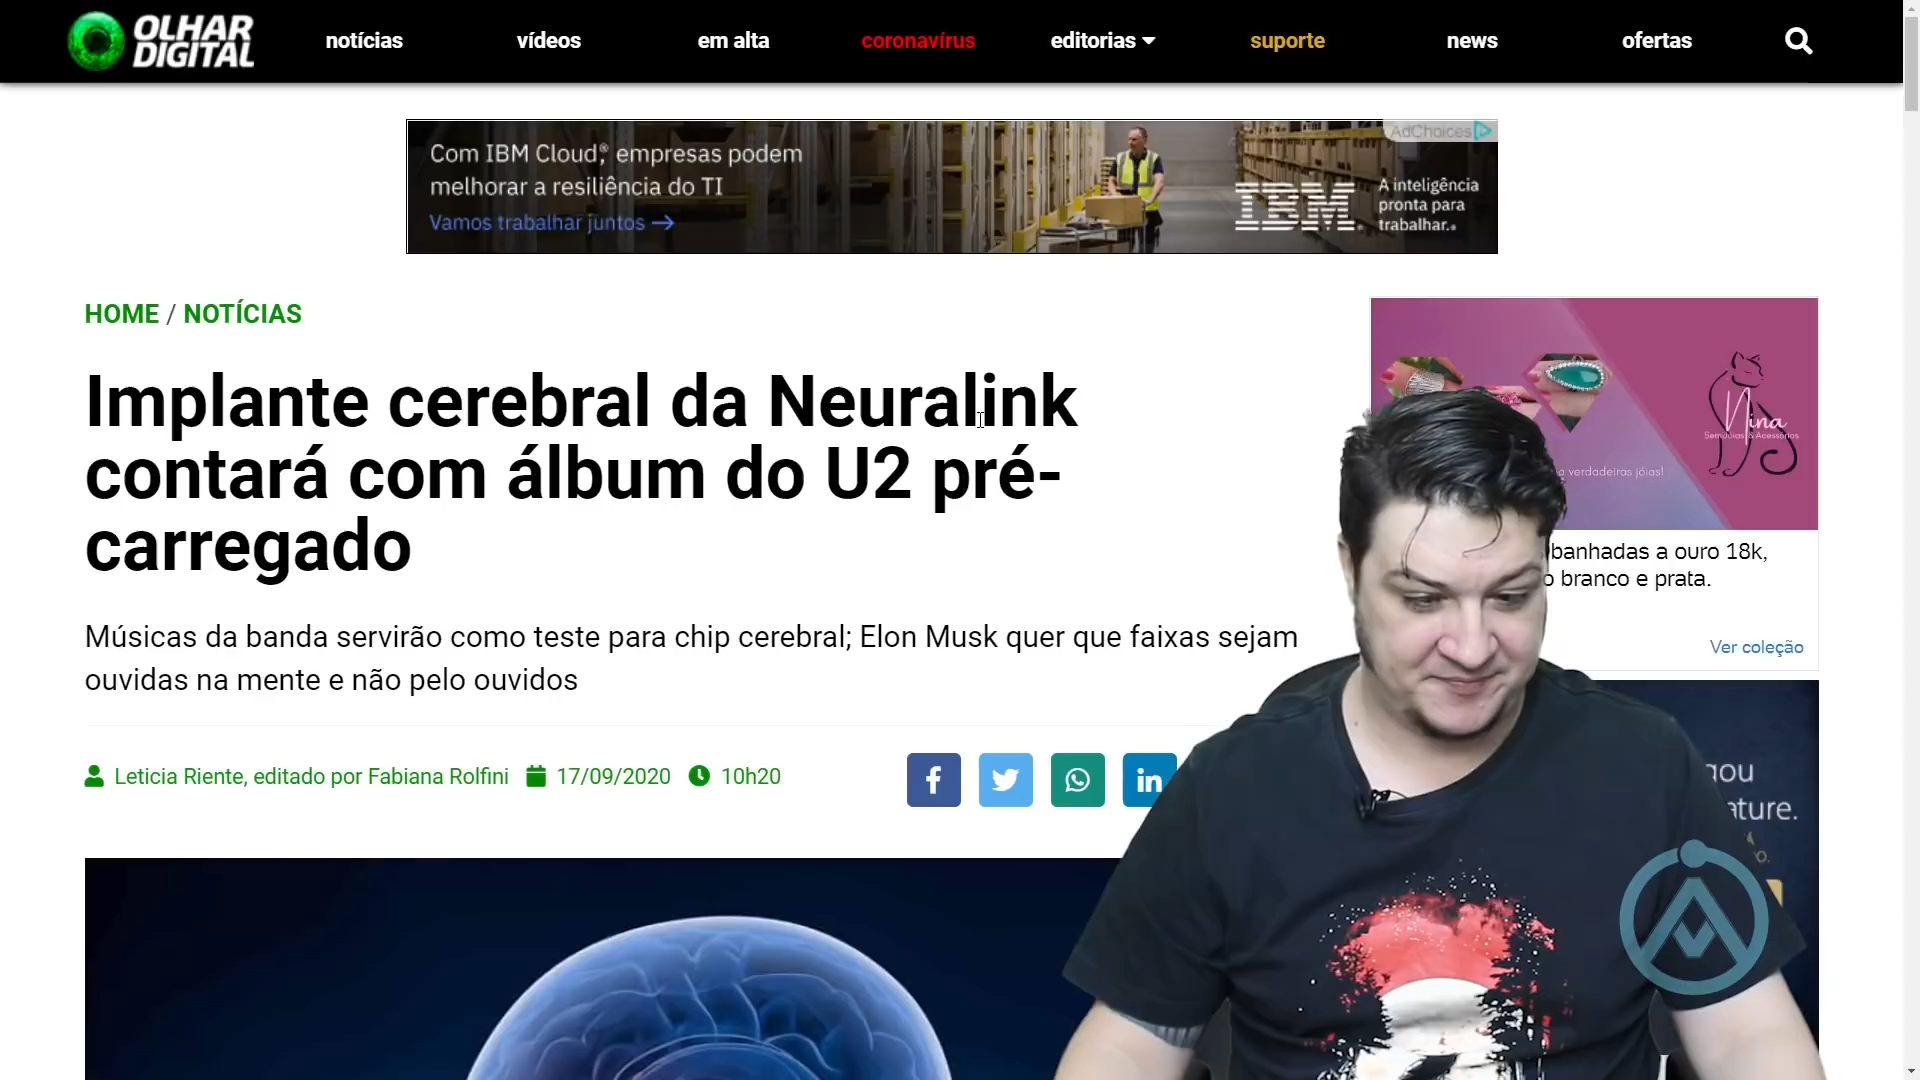 OLHAR
DIGITAL
notícias
vídeos
em alta
coronavírus
editorias
suporte
news
ofertas
AdChoices
Com IBM Cloud®, empresas podem
melhorar a resiliência do TI
Vamos trabalhar juntos →
IBM
A inteligência
pronta para
trabalhar.
HOME / NOTÍCIAS
Implante cerebral da Neuralink
contará com álbum do U2 pré-
carregado
Músicas da banda servirão como teste para chip cerebral; Elon Musk quer que faixas sejam
ouvidas na mente e não pelo ouvidos
Leticia Riente, editado por Fabiana Rolfini 17/09/2020 10h20
f
in
Nina
SemiJóias & Acessórios
verdadeiras jóias!
banhadas a ouro 18k,
branco e prata.
Ver coleção